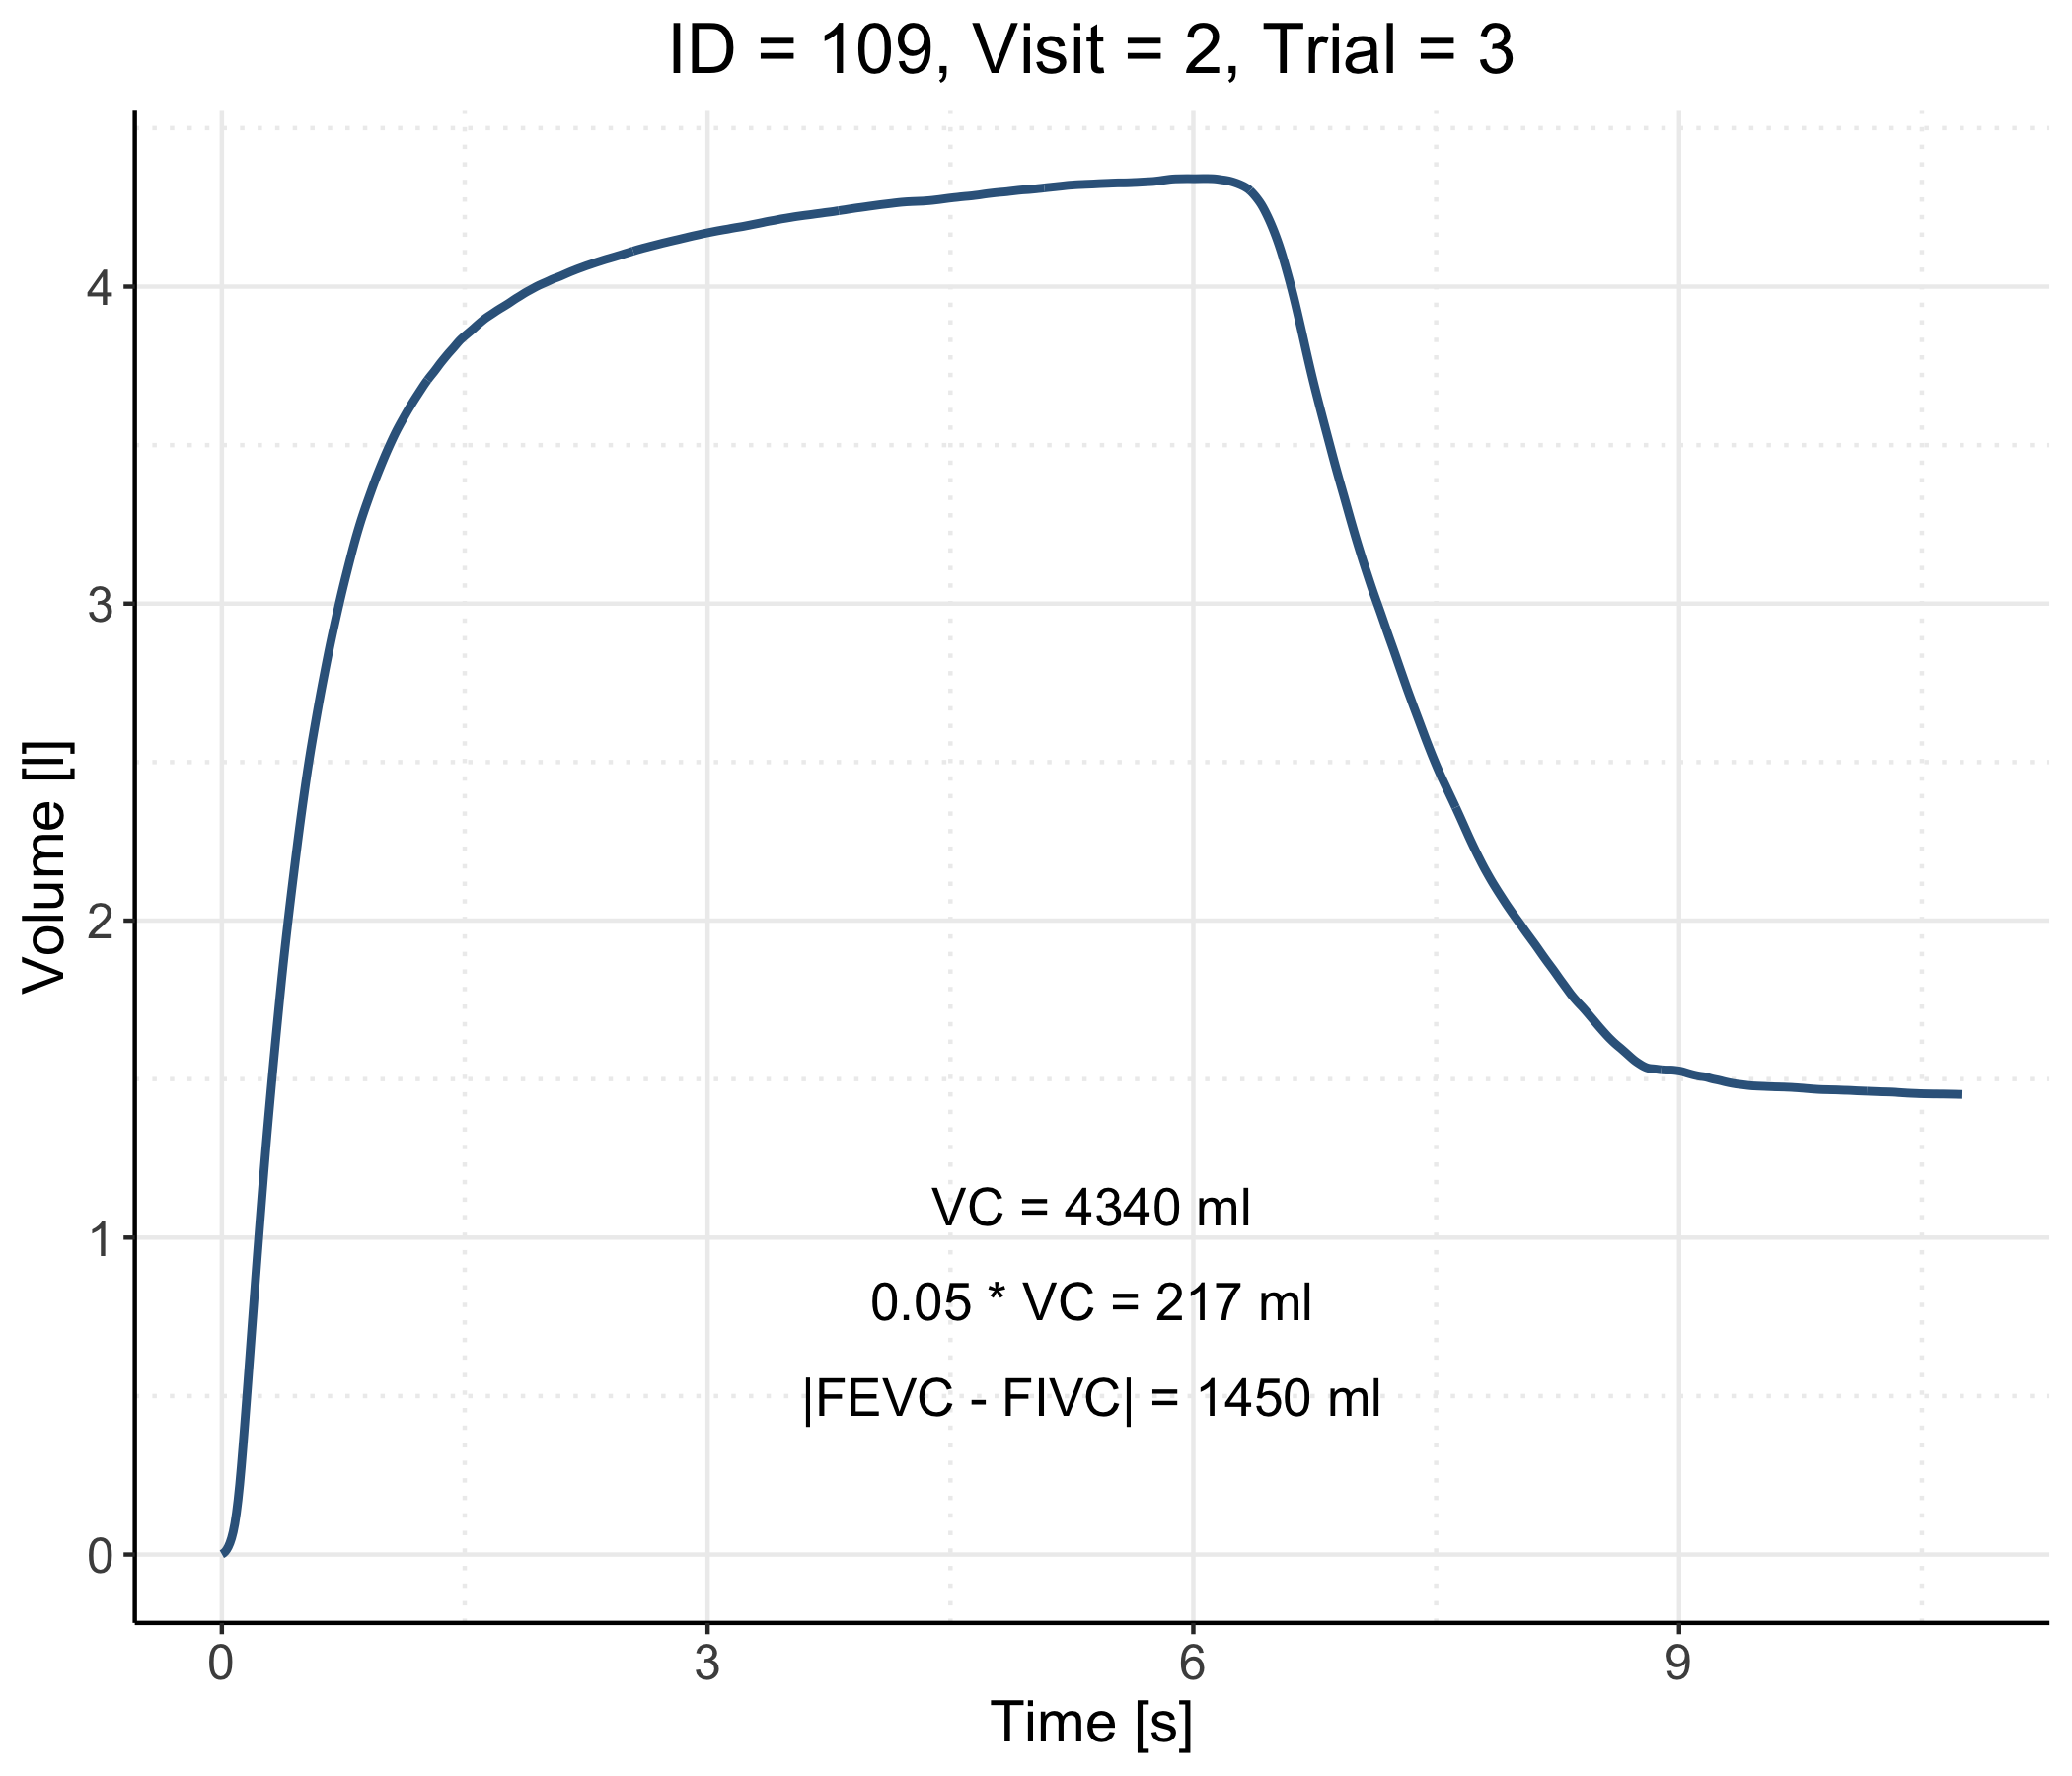 ID = 109, Visit = 2, Trial = 3
Volume [l]
4
3
2
1
0
VC = 4340 ml
0.05 * VC = 217 ml
|FEVC - FIVC| = 1450 ml
0 3 6 9
Time [s]